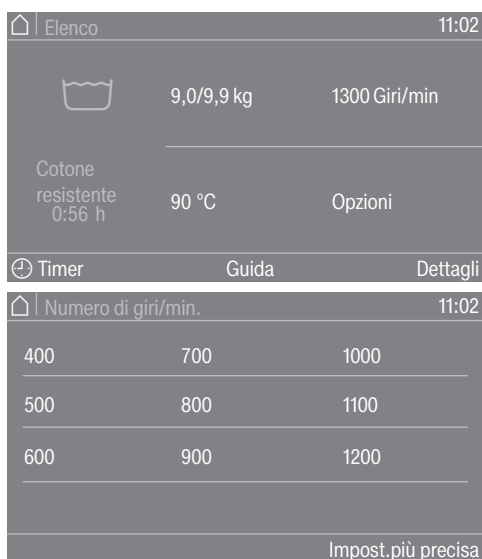 Elenco 11:02
9,0/9,9 kg 1300 Giri/min
Cotone
resistente
0:56 h
90 °C Opzioni
Timer Guida Dettagli
Numero di giri/min. 11:02
400 700 1000
500 800 1100
600 900 1200
Impost.più precisa